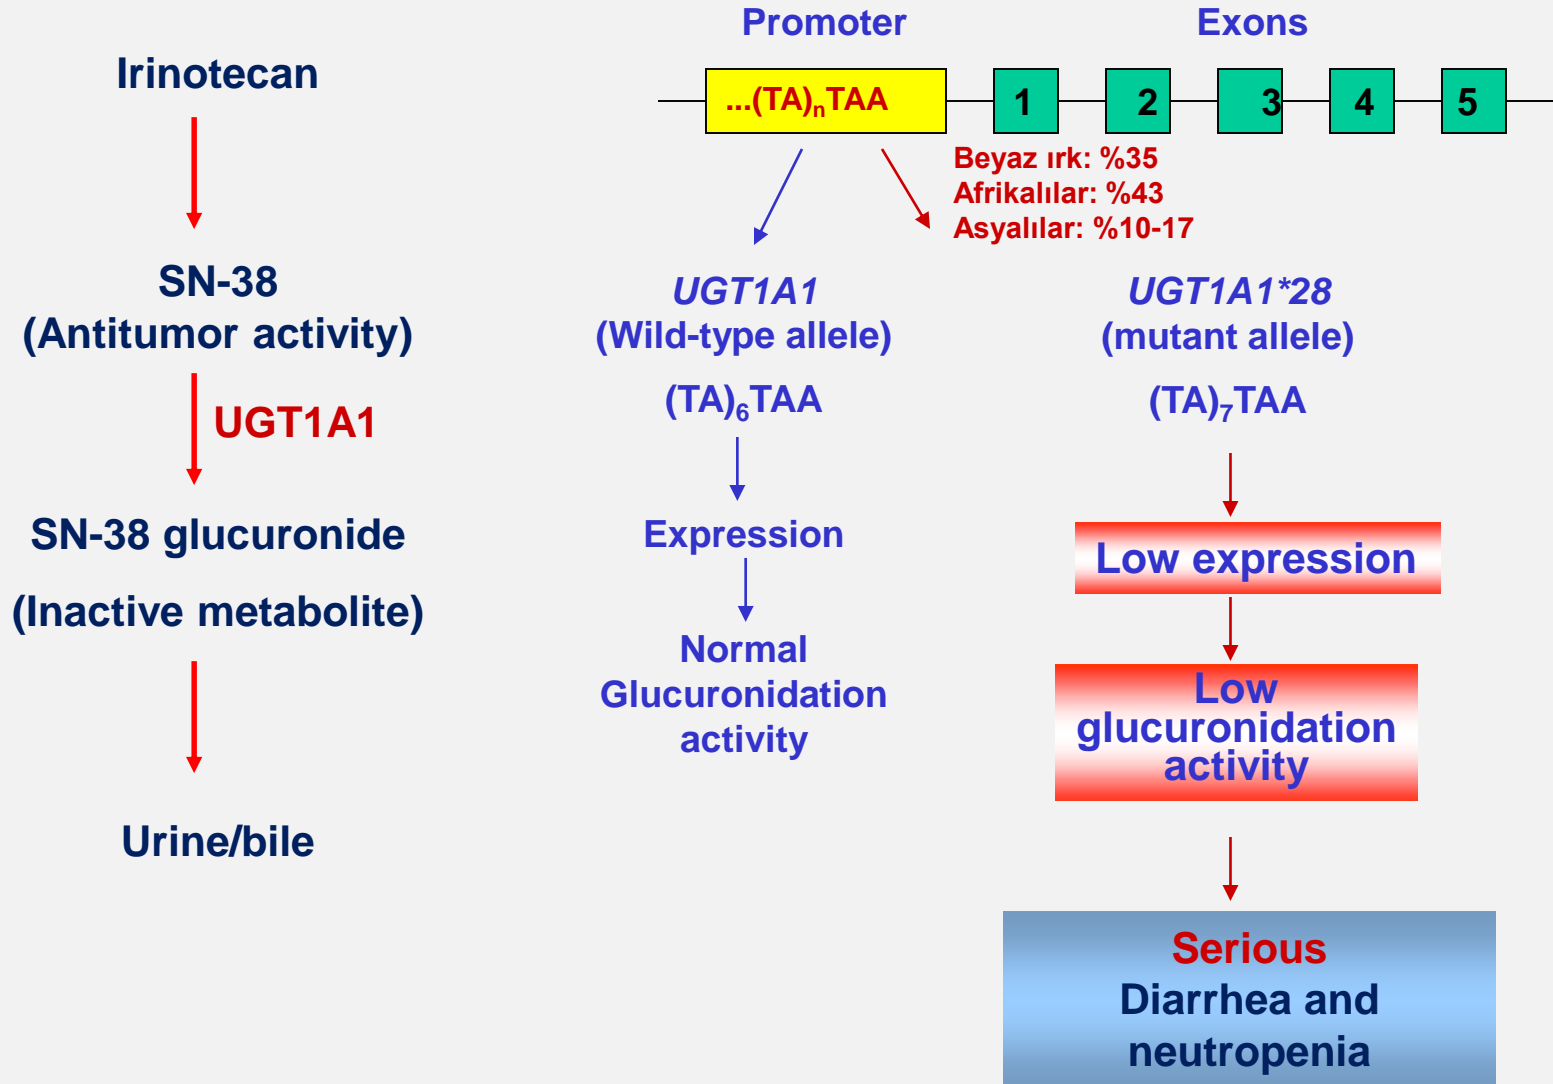 Irinotecan
SN-38
(Antitumor activity)
UGT1A1
SN-38 glucuronide
(Inactive metabolite)
Urine/bile
Promoter
Exons
...(TA)nTAA
1
2
3
4
5
Beyaz ırk: %35
Afrikalılar: %43
Asyalılar: %10-17
UGT1A1
(Wild-type allele)
(TA)6TAA
Expression
Normal
Glucuronidation
activity
UGT1A1*28
(mutant allele)
(TA)7TAA
Low expression
Low
glucuronidation
activity
Serious
Diarrhea and
neutropenia